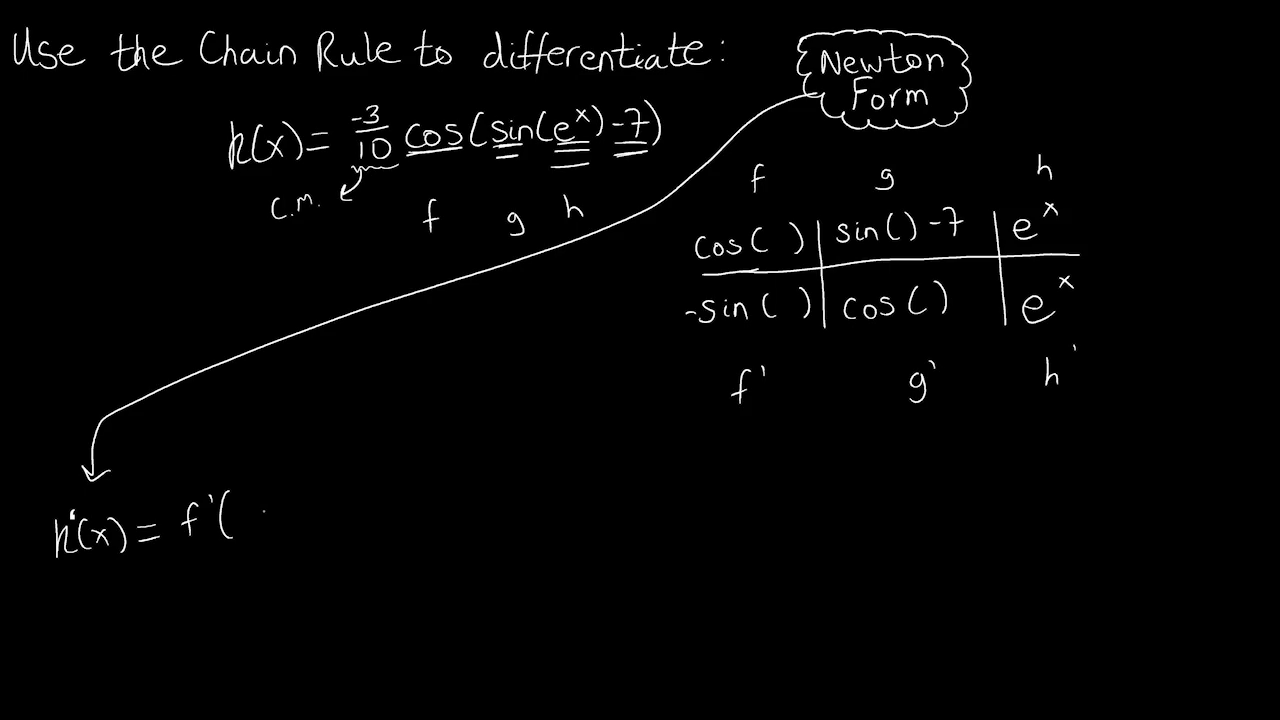 Use the Chain Rule to differentiate:
Newton
Form
k(x) = -3/10 cos(sin(e^x) - 7)
C.M.
f g h
f g h
cos( ) | sin( ) - 7 | e^x
-sin( ) | cos( ) | e^x
f' g' h'
k'(x) = f'(